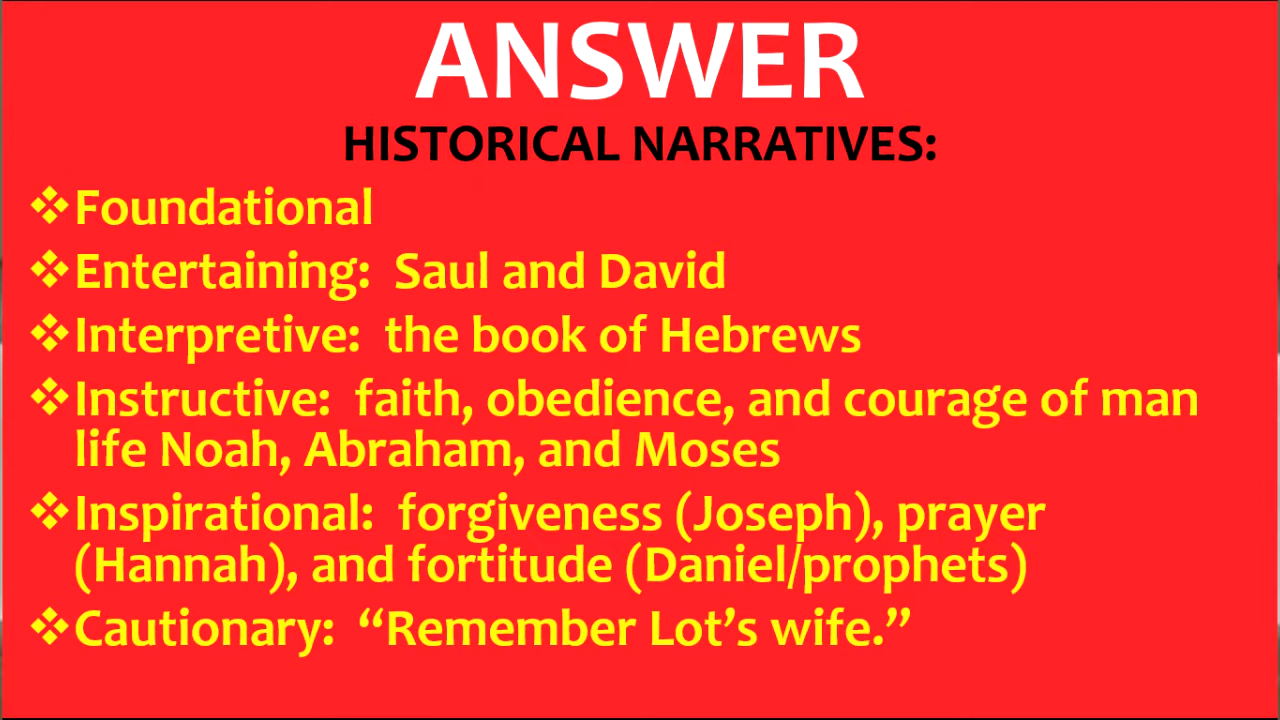 ANSWER
HISTORICAL NARRATIVES:
❖Foundational
❖Entertaining:  Saul and David
❖Interpretive:  the book of Hebrews
❖Instructive:  faith, obedience, and courage of man
life Noah, Abraham, and Moses
❖Inspirational:  forgiveness (Joseph), prayer
(Hannah), and fortitude (Daniel/prophets)
❖Cautionary:  “Remember Lot’s wife.”